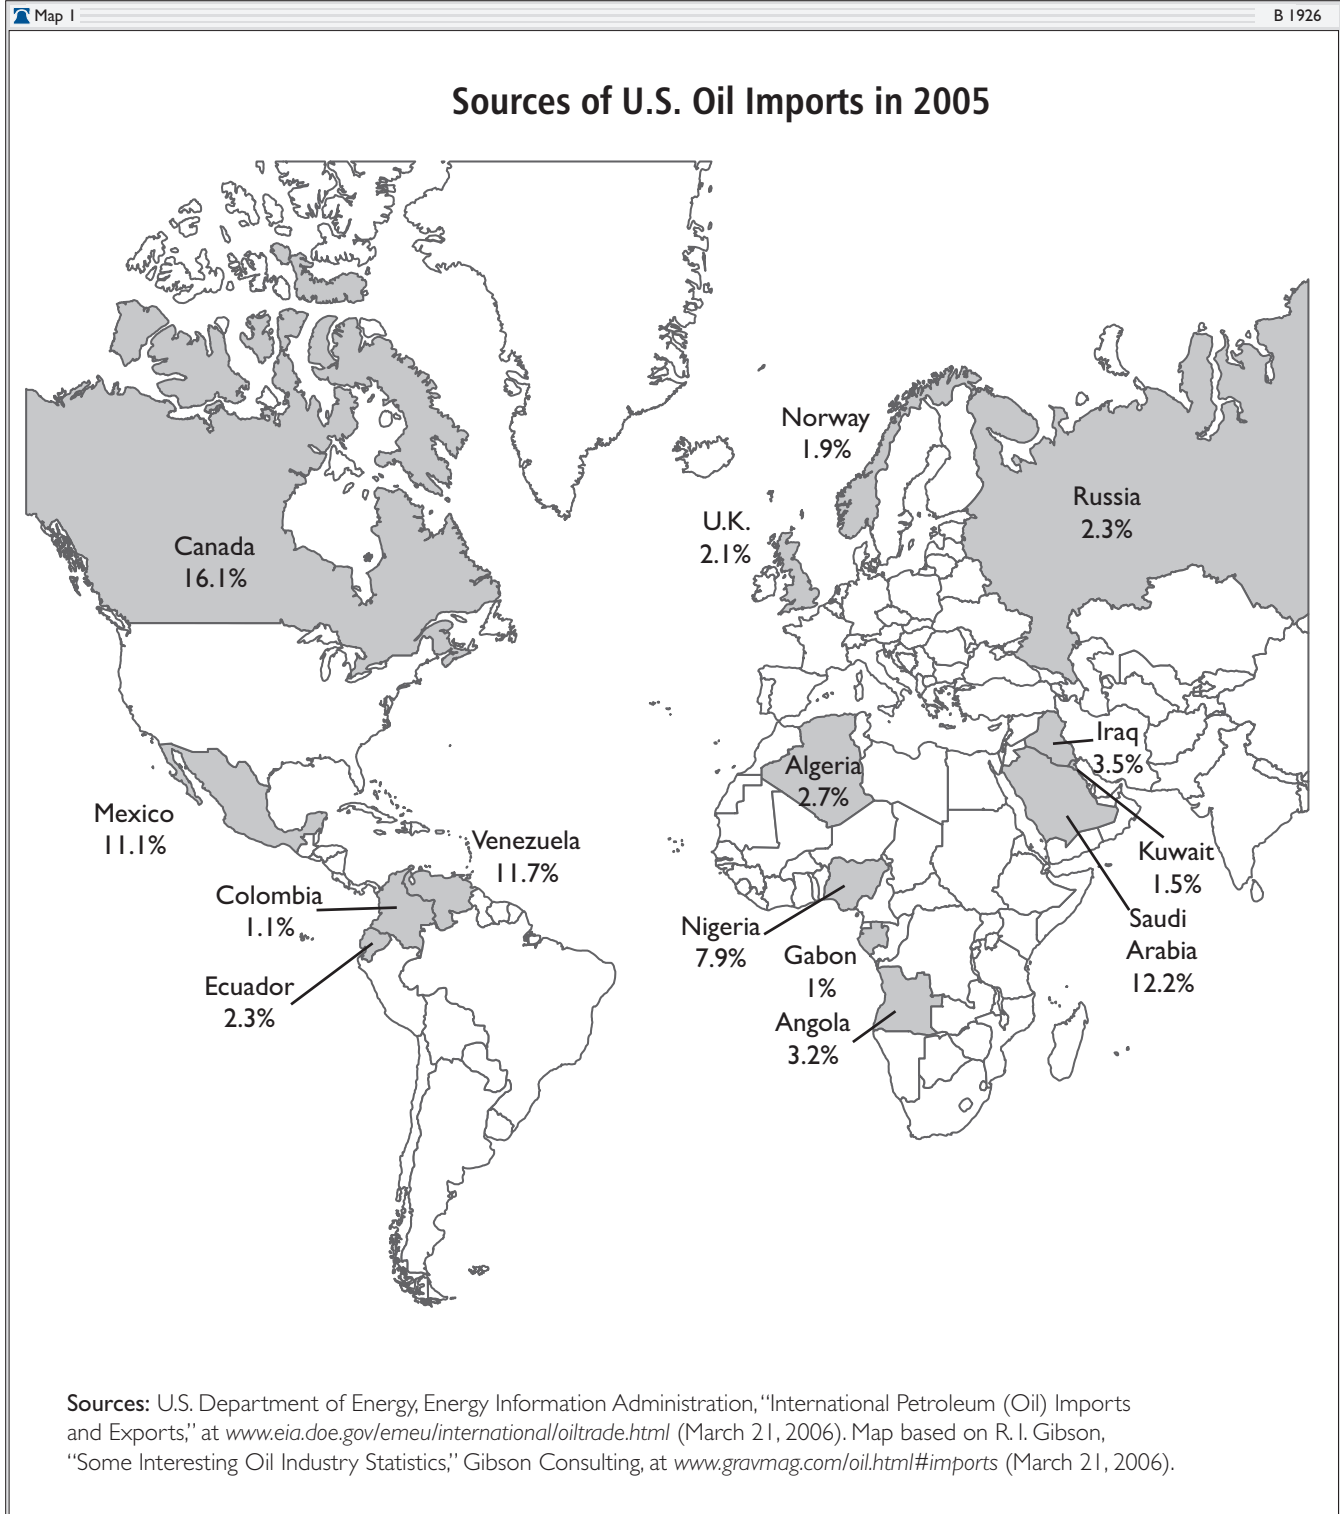 Map 1
B 1926
Sources of U.S. Oil Imports in 2005
Norway
1.9%
Russia
2.3%
U.K.
2.1%
Canada
16.1%
Iraq
3.5%
Algeria
2.7%
Mexico
11.1%
Venezuela
11.7%
Kuwait
1.5%
Colombia
1.1%
Saudi
Arabia
12.2%
Nigeria
7.9%
Gabon
1%
Ecuador
2.3%
Angola
3.2%
Sources: U.S. Department of Energy, Energy Information Administration, “International Petroleum (Oil) Imports
and Exports,” at www.eia.doe.gov/emeu/international/oiltrade.html (March 21, 2006). Map based on R. I. Gibson,
“Some Interesting Oil Industry Statistics,” Gibson Consulting, at www.gravmag.com/oil.html#imports (March 21, 2006).